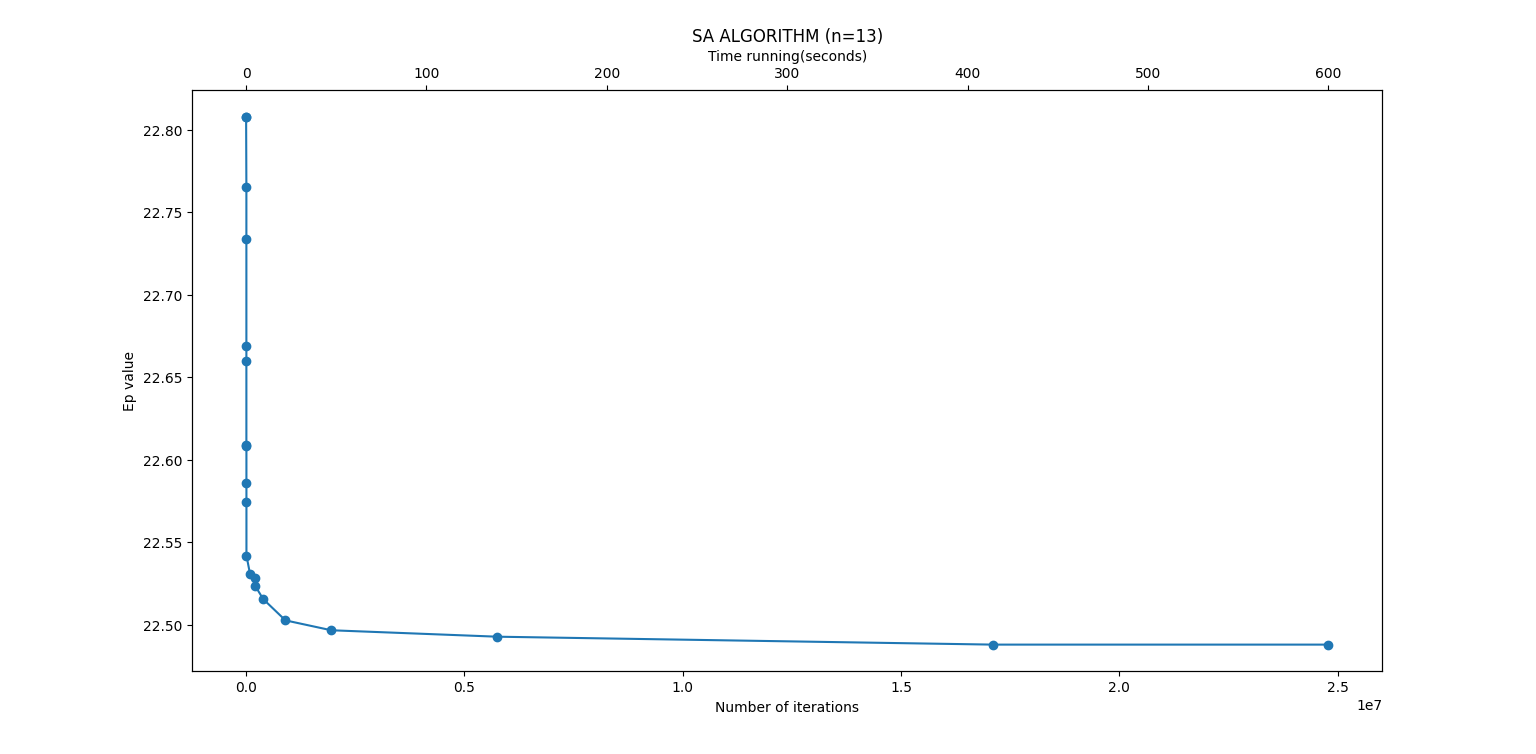 SA ALGORITHM (n=13)
Time running(seconds)
0 100 200 300 400 500 600
22.80
22.75
22.70
22.65
22.60
22.55
22.50
Ep value
0.0 0.5 1.0 1.5 2.0 2.5
1e7
Number of iterations